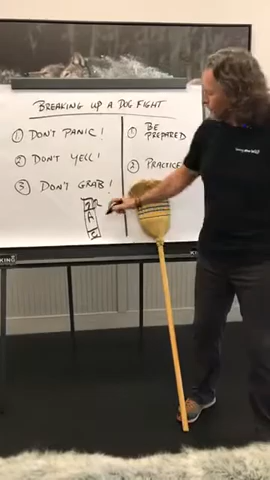 BREAKING UP A DOG FIGHT
① DON'T PANIC!
② DON'T YELL!
③ DON'T GRAB!
① BE PREPARED
② PRACTICE